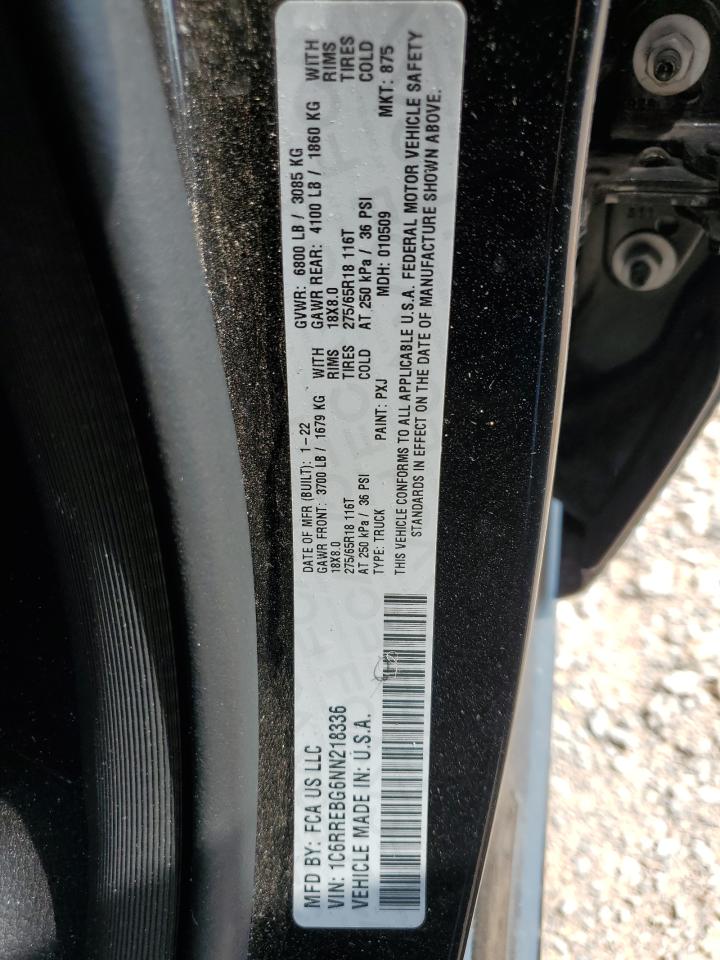 MFD BY: FCA US LLC
VIN: 1C6RREBG6NN218336
VEHICLE MADE IN: U.S.A.
DATE OF MFR (BUILT): 1-22 GVWR: 6800 LB / 3085 KG
GAWR FRONT: 3700 LB / 1679 KG WITH GAWR REAR: 4100 LB / 1860 KG WITH
18X8.0 RIMS 18X8.0 RIMS
275/65R18 116T TIRES 275/65R18 116T TIRES
AT 250 kPa / 36 PSI COLD AT 250 kPa / 36 PSI COLD
TYPE: TRUCK PAINT: PXJ MDH: 010509 MKT: 875
THIS VEHICLE CONFORMS TO ALL APPLICABLE U.S.A. FEDERAL MOTOR VEHICLE SAFETY
STANDARDS IN EFFECT ON THE DATE OF MANUFACTURE SHOWN ABOVE.